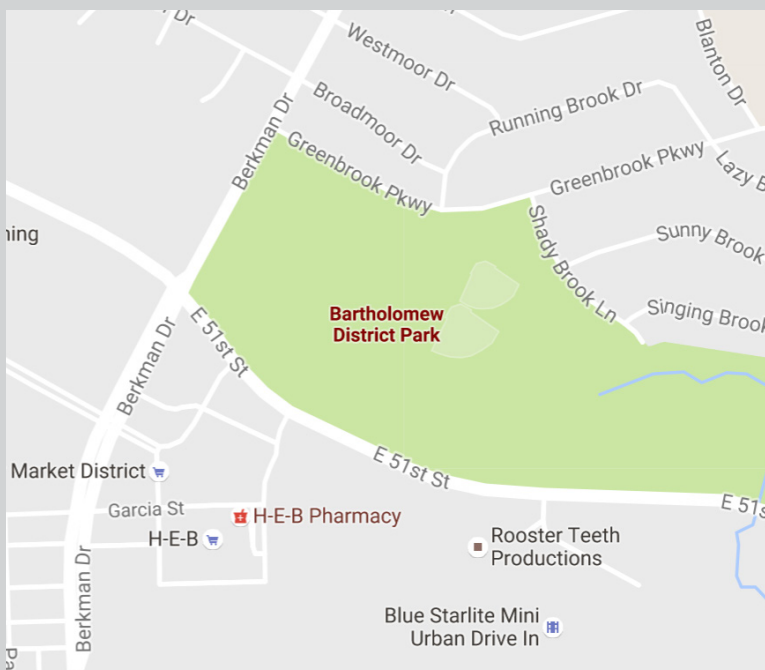 Dr
Westmoor Dr
Blanton Dr
Broadmoor Dr
Running Brook Dr
Berkman Dr
Greenbrook Pkwy
Greenbrook Pkwy
Lazy B
Shady Brook Ln
Sunny Brook
ning
Bartholomew
District Park
Singing Brook
E 51st St
Berkman Dr
E 51st St
Market District
E 51s
Garcia St
H-E-B Pharmacy
H-E-B
Rooster Teeth
Productions
Berkman Dr
Blue Starlite Mini
Urban Drive In